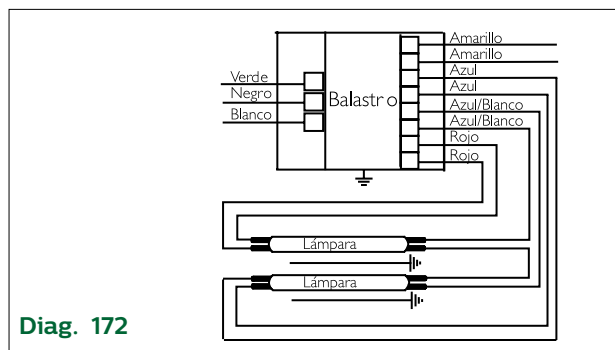 Amarillo
Amarillo
Azul
Azul
Azul/Blanco
Azul/Blanco
Rojo
Rojo
Verde
Negro
Blanco
Balastro
Lámpara
Lámpara
Diag. 172